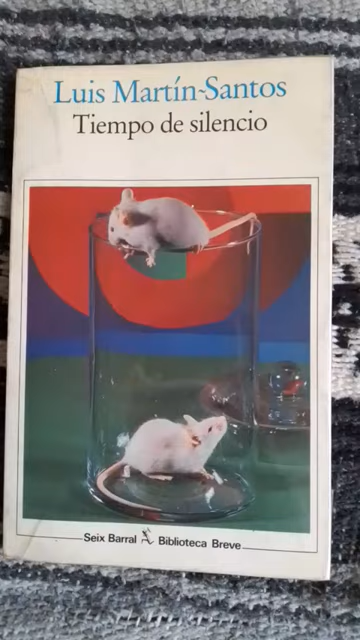 Luis Martín-Santos
Tiempo de silencio
Seix Barral Biblioteca Breve